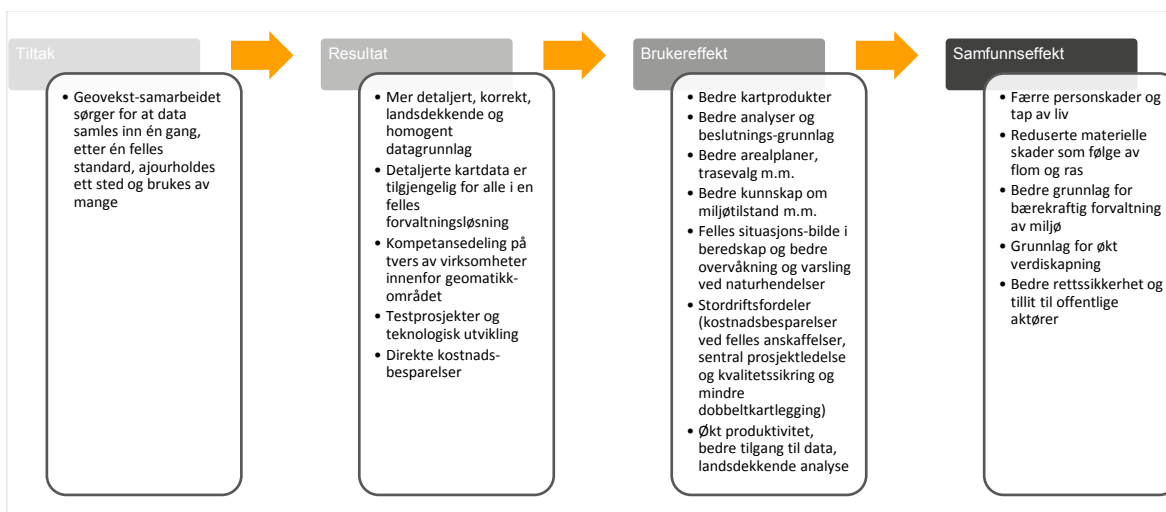 Tiltak
• Geovekst-samarbeidet
sørger for at data
samles inn én gang,
etter én felles
standard, ajourholdes
ett sted og brukes av
mange
Resultat
• Mer detaljert, korrekt,
landsdekkende og
homogent
datagrunnlag
• Detaljerte kartdata er
tilgjengelig for alle i en
felles
forvaltningsløsning
• Kompetansedeling på
tvers av virksomheter
innenfor geomatikk-
området
• Testprosjekter og
teknologisk utvikling
• Direkte kostnads-
besparelser
Brukereffekt
• Bedre kartprodukter
• Bedre analyser og
beslutnings-grunnlag
• Bedre arealplaner,
trasevalg m.m.
• Bedre kunnskap om
miljøtilstand m.m.
• Felles situasjons-bilde i
beredskap og bedre
overvåkning og varsling
ved naturhendelser
• Stordriftsfordeler
(kostnadsbesparelser
ved felles anskaffelser,
sentral prosjektledelse
og kvalitetssikring og
mindre
dobbeltkartlegging)
• Økt produktivitet,
bedre tilgang til data,
landsdekkende analyse
Samfunnseffekt
• Færre personskader og
tap av liv
• Reduserte materielle
skader som følge av
flom og ras
• Bedre grunnlag for
bærekraftig forvaltning
av miljø
• Grunnlag for økt
verdiskapning
• Bedre rettssikkerhet og
tillit til offentlige
aktører